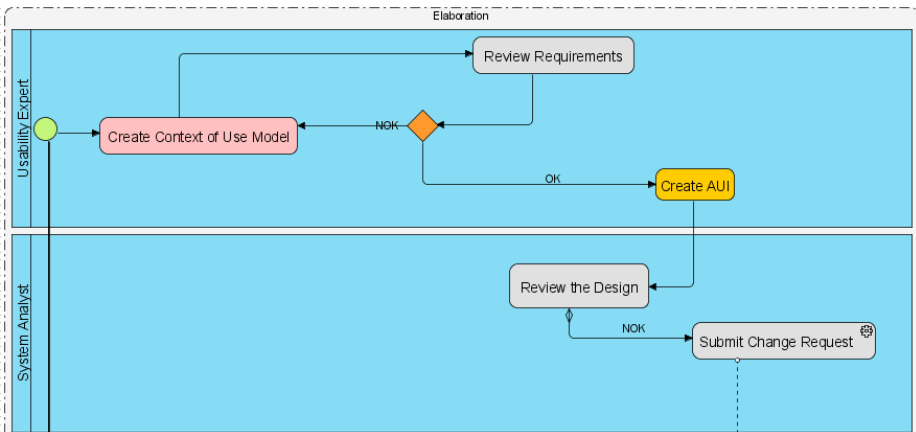 Elaboration
Usability Expert
Review Requirements
Create Context of Use Model
NOK
OK
Create AUI
System Analyst
Review the Design
NOK
Submit Change Request